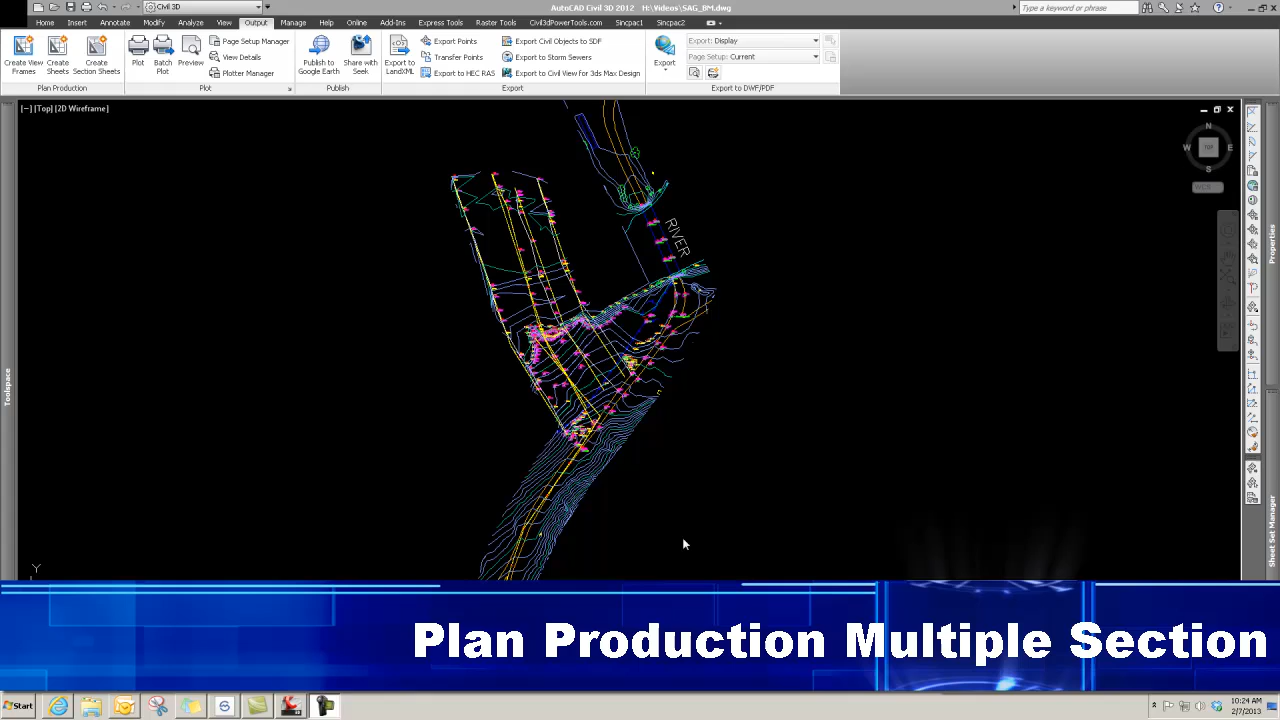 Civil 3D
AutoCAD Civil 3D 2012 H:\Videos\SAG_BM.dwg
Type a keyword or phrase
Home Insert Annotate Modify Analyze View Output Manage Help Online Add-Ins Express Tools Raster Tools Civil3dPowerTools.com Sincpac1 Sincpac2
Create View Frames
Create Sheets
Create Section Sheets
Plan Production
Plot
Batch Plot
Preview
Page Setup Manager
View Details
Plotter Manager
Plot
Publish to Google Earth
Share with Seek
Publish
Export to LandXML
Export Points
Transfer Points
Export to HEC RAS
Export Civil Objects to SDF
Export to Storm Sewers
Export to Civil View for 3ds Max Design
Export
Export
Export: Display
Page Setup: Current
Export to DWF/PDF
[−] [Top] [2D Wireframe]
N
W TOP E
S
WCS
RIVER
Toolspace
Properties
Sheet Set Manager
Y
Plan Production Multiple Section
Start
10:24 AM
2/7/2013